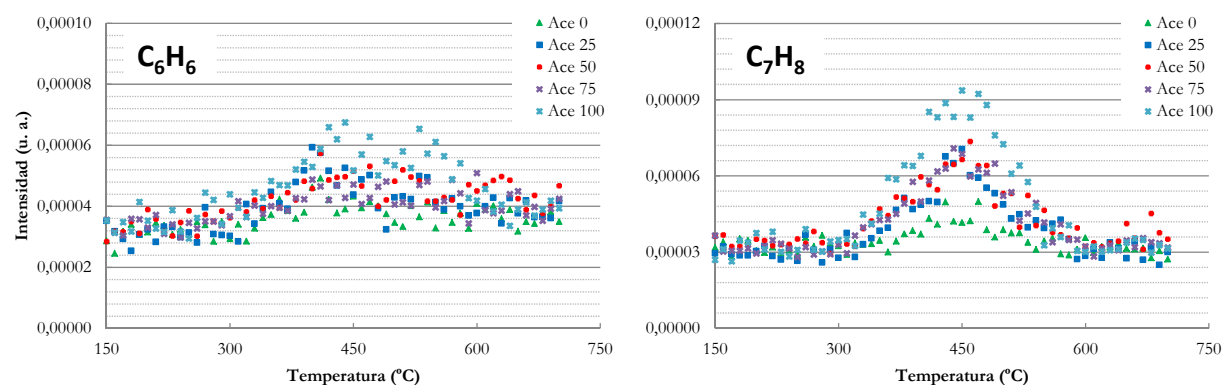 0,00010
0,00008
0,00006
0,00004
0,00002
0,00000
Intensidad (u. a.)
C6H6
Ace 0
Ace 25
Ace 50
Ace 75
Ace 100
150
300
450
600
750
Temperatura (ºC)
0,00012
0,00009
0,00006
0,00003
0,00000
C7H8
Ace 0
Ace 25
Ace 50
Ace 75
Ace 100
150
300
450
600
750
Temperatura (ºC)